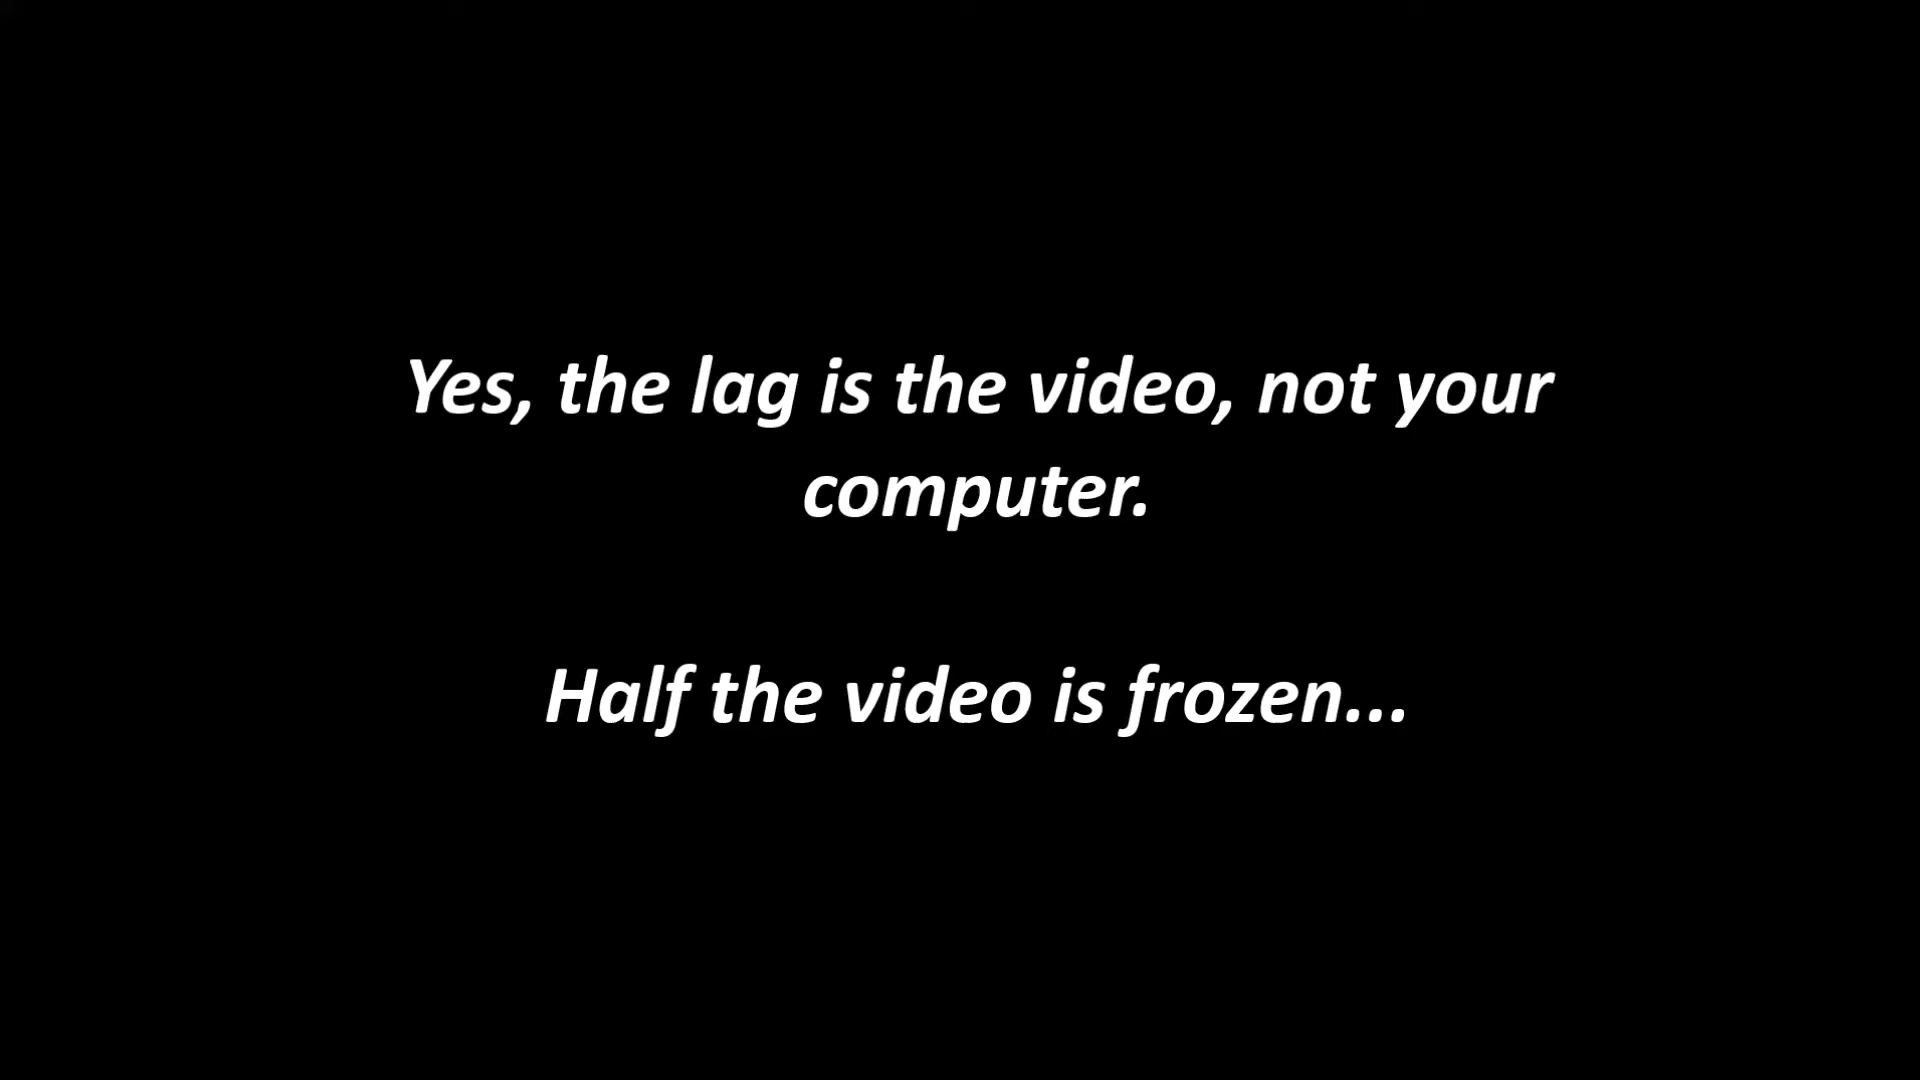 Yes, the lag is the video, not your
computer.
Half the video is frozen...